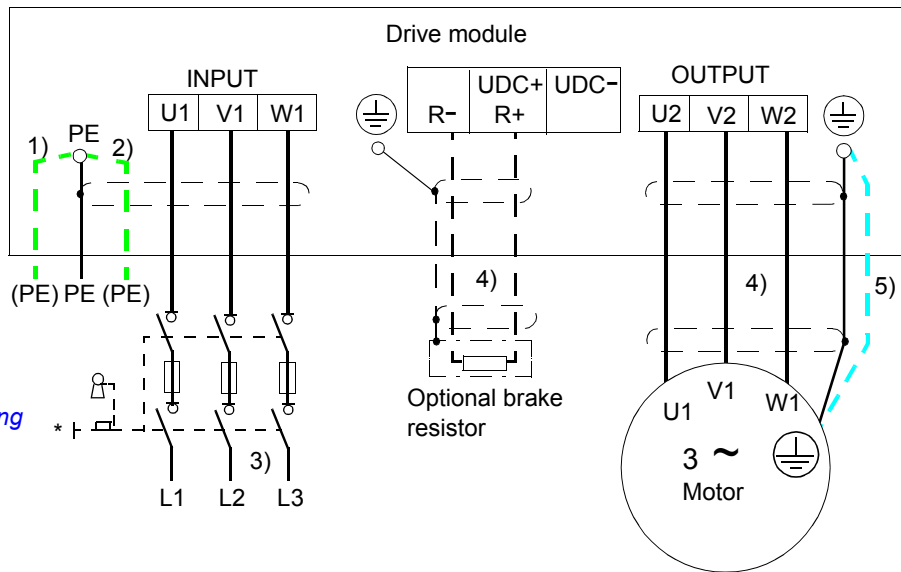 Drive module
INPUT
UDC+ UDC−
OUTPUT
U1 V1 W1
R− R+
U2 V2 W2
1) PE 2)
(PE) PE (PE)
4)
4)
5)
Optional brake
resistor
ng
*
3)
L1 L2 L3
U1 V1 W1
3 ~
Motor